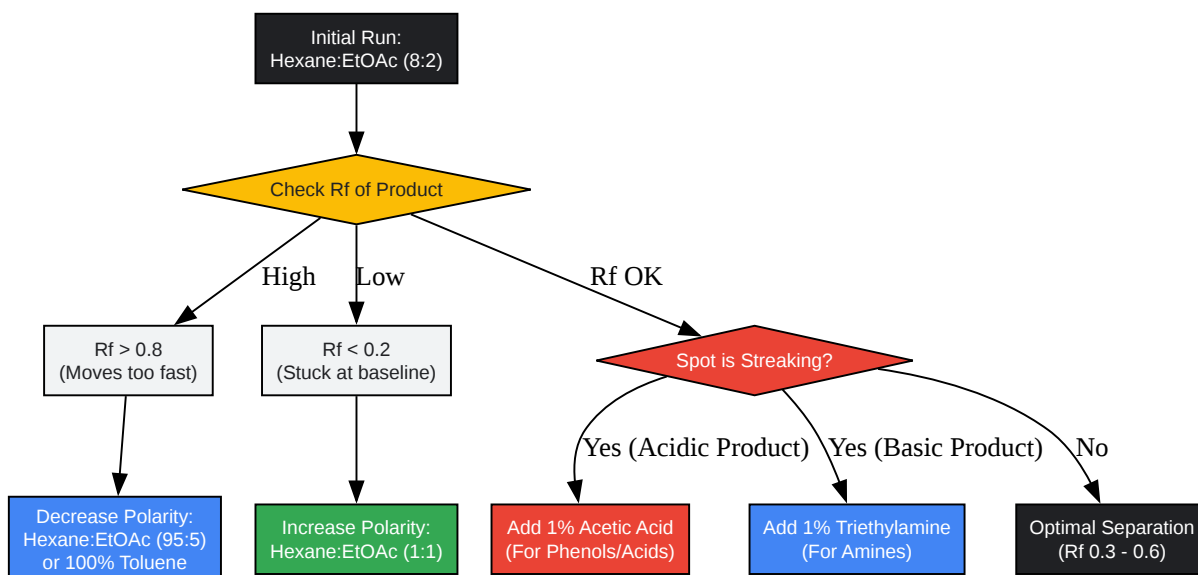 Initial Run:
Hexane:EtOAc (8:2)
Check Rf of Product
High
Low
Rf OK
Rf > 0.8
(Moves too fast)
Rf < 0.2
(Stuck at baseline)
Spot is Streaking?
Yes (Acidic Product)
Yes (Basic Product)
No
Decrease Polarity:
Hexane:EtOAc (95:5)
or 100% Toluene
Increase Polarity:
Hexane:EtOAc (1:1)
Add 1% Acetic Acid
(For Phenols/Acids)
Add 1% Triethylamine
(For Amines)
Optimal Separation
(Rf 0.3 - 0.6)